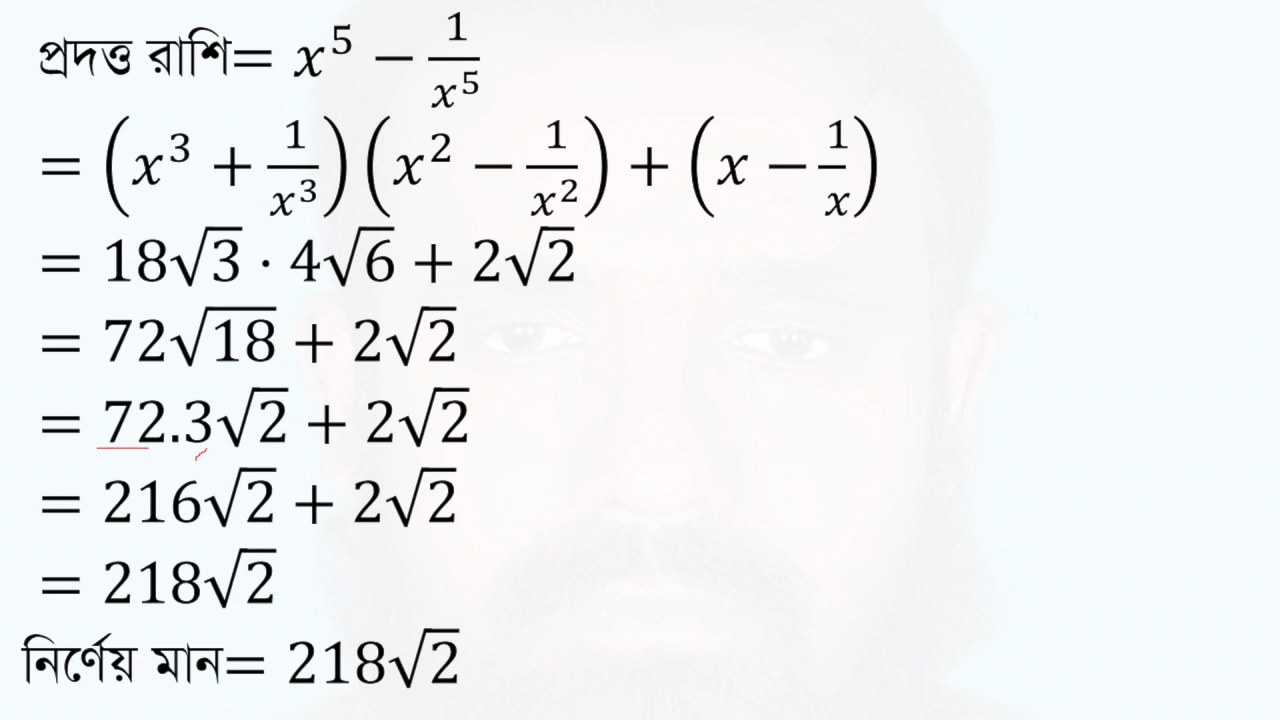 প্রদত্ত রাশি= x⁵ − 1/x⁵
= (x³ + 1/x³)(x² − 1/x²) + (x − 1/x)
= 18√3 · 4√6 + 2√2
= 72√18 + 2√2
= 72.3√2 + 2√2
= 216√2 + 2√2
= 218√2
নির্ণেয় মান= 218√2